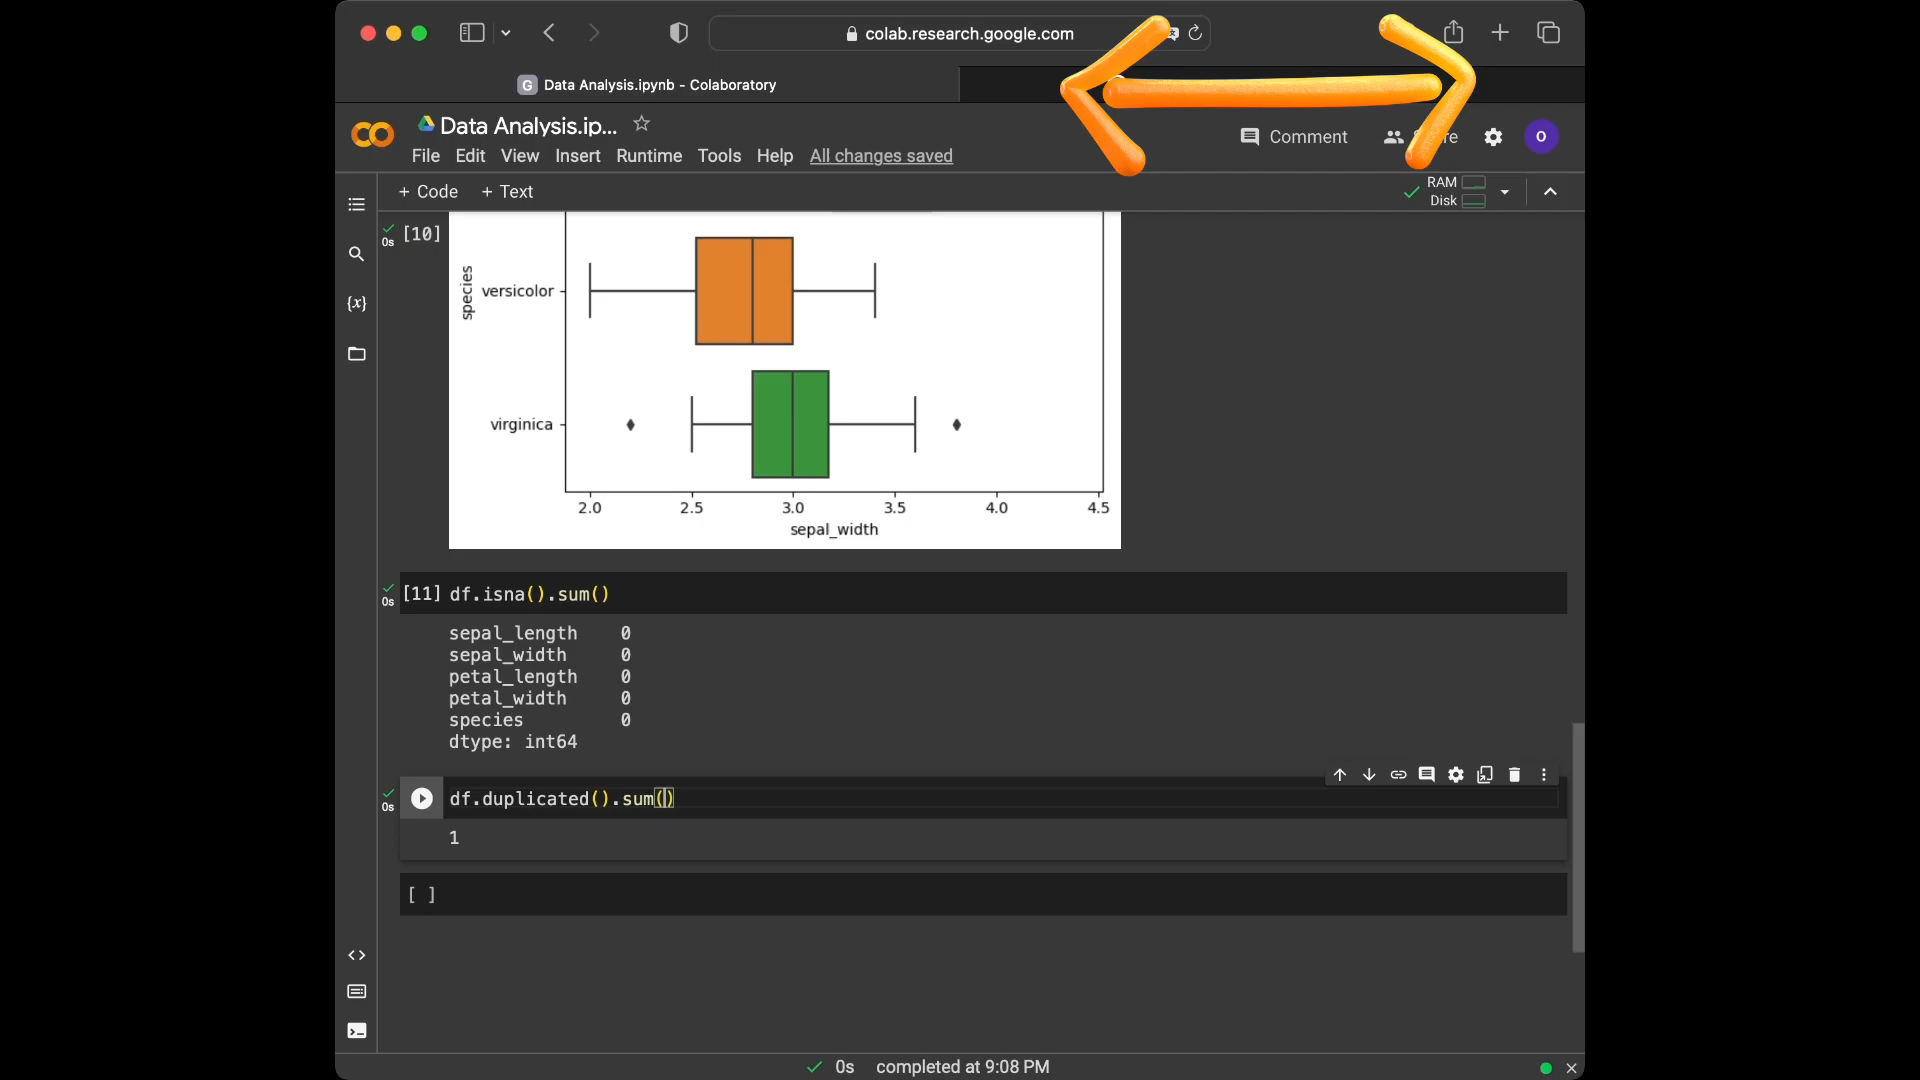 colab.research.google.com
G Data Analysis.ipynb - Colaboratory
Data Analysis.ip...
Comment
O
File Edit View Insert Runtime Tools Help All changes saved
+ Code + Text
RAM
Disk
0s [10]
species
versicolor
virginica
2.0 2.5 3.0 3.5 4.0 4.5
sepal_width
0s [11] df.isna().sum()
sepal_length 0
sepal_width 0
petal_length 0
petal_width 0
species 0
dtype: int64
0s df.duplicated().sum()
1
[ ]
{x}
0s completed at 9:08 PM